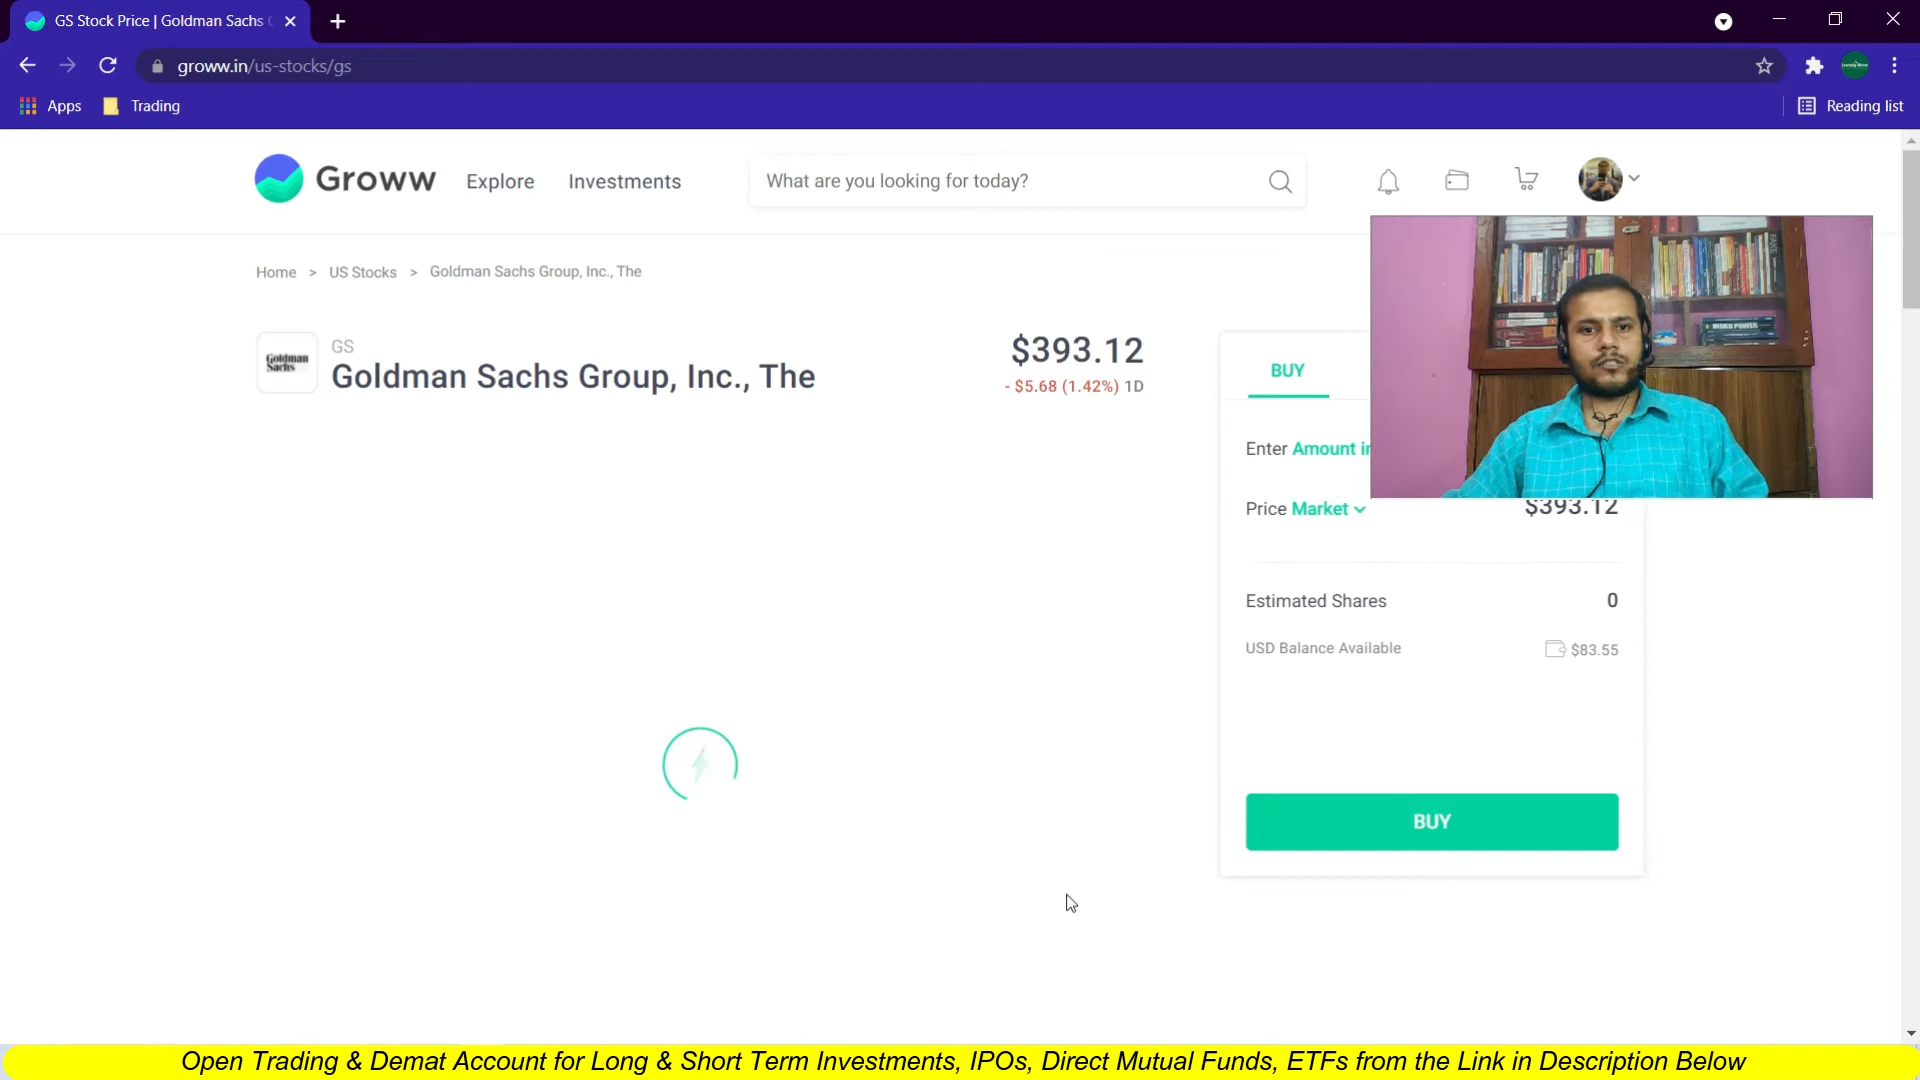 GS Stock Price | Goldman Sachs
groww.in/us-stocks/gs
Apps
Trading
Reading list
Groww
Explore
Investments
What are you looking for today?
Home > US Stocks > Goldman Sachs Group, Inc., The
Goldman
Sachs
GS
Goldman Sachs Group, Inc., The
$393.12
- $5.68 (1.42%) 1D
BUY
Enter Amount
Price Market
$393.12
Estimated Shares
0
USD Balance Available
$83.55
BUY
WORD POWER
Open Trading & Demat Account for Long & Short Term Investments, IPOs, Direct Mutual Funds, ETFs from the Link in Description Below